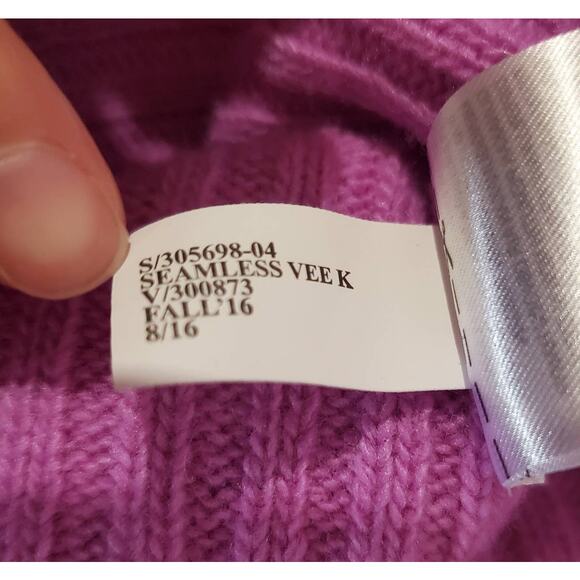 S/305698-04
SEAMLESS VEE K
V/300873
FALL'16
8/16